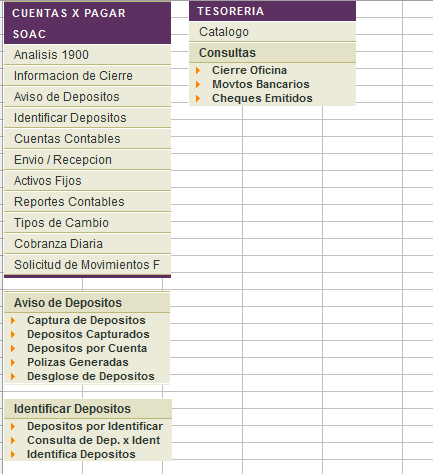 CUENTAS X PAGAR
SOAC
Analisis 1900
Informacion de Cierre
Aviso de Depositos
Identificar Depositos
Cuentas Contables
Envio / Recepcion
Activos Fijos
Reportes Contables
Tipos de Cambio
Cobranza Diaria
Solicitud de Movimientos F
Aviso de Depositos
Captura de Depositos
Depositos Capturados
Depositos por Cuenta
Polizas Generadas
Desglose de Depositos
Identificar Depositos
Depositos por Identificar
Consulta de Dep. x Ident
Identifica Depositos
TESORERIA
Catalogo
Consultas
Cierre Oficina
Movtos Bancarios
Cheques Emitidos